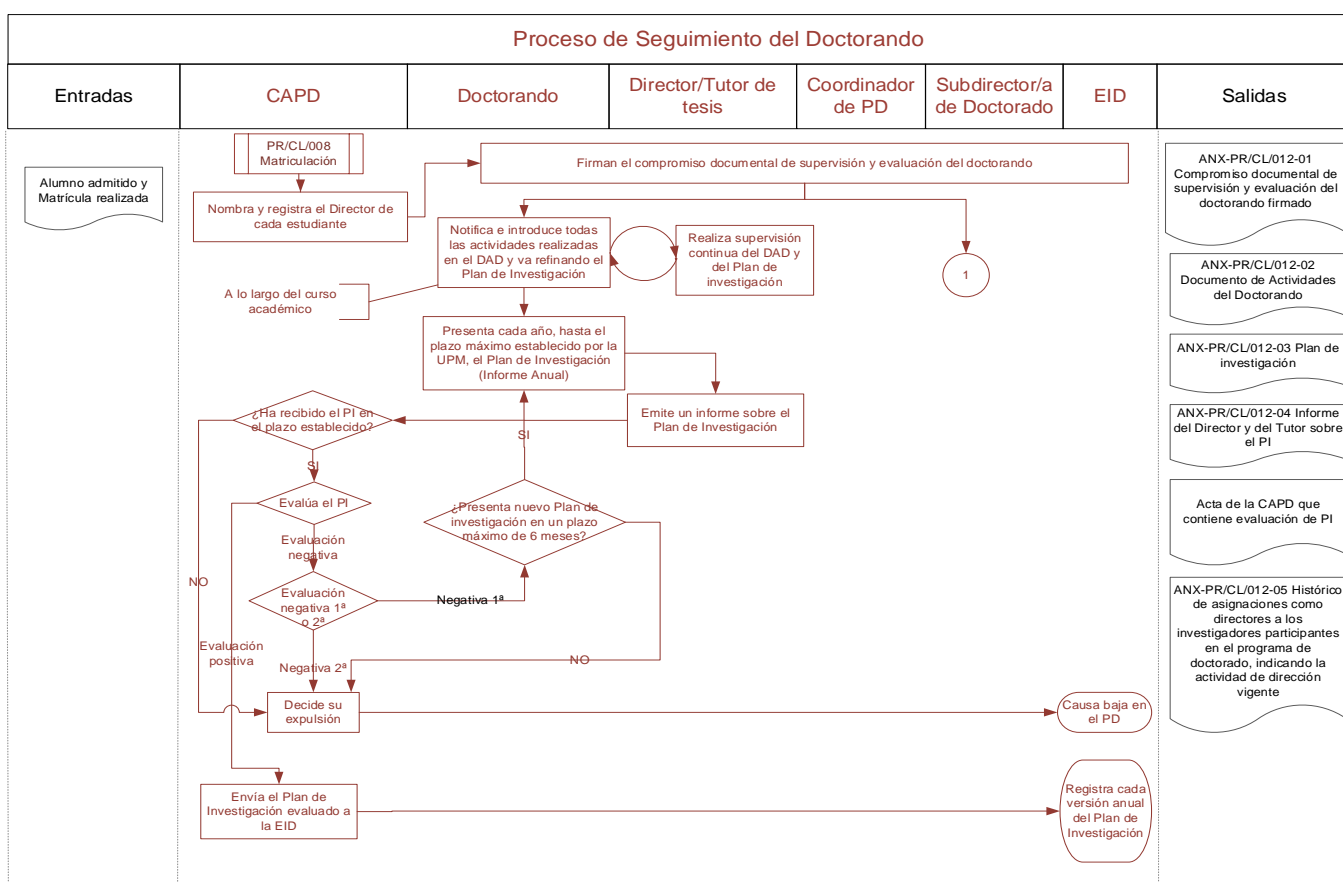 Proceso de Seguimiento del Doctorando
Entradas
CAPD
Doctorando
Director/Tutor de
tesis
Coordinador
de PD
Subdirector/a
de Doctorado
EID
Salidas
Alumno admitido y
Matrícula realizada
PR/CL/008
Matriculación
Nombra y registra el Director de
cada estudiante
Firman el compromiso documental de supervisión y evaluación del doctorando
Notifica e introduce todas
las actividades realizadas
en el DAD y va refinando el
Plan de Investigación
Realiza supervisión
continua del DAD y
del Plan de
investigación
1
A lo largo del curso
académico
Presenta cada año, hasta el
plazo máximo establecido por la
UPM, el Plan de Investigación
(Informe Anual)
Emite un informe sobre el
Plan de Investigación
¿Ha recibido el PI en
el plazo establecido?
SI
SI
Evalúa el PI
¿Presenta nuevo Plan de
investigación en un plazo
máximo de 6 meses?
Evaluación
negativa
NO
Evaluación
negativa 1ª
o 2ª
Negativa 1ª
Evaluación
positiva
Negativa 2ª
NO
Decide su
expulsión
Causa baja en
el PD
Envía el Plan de
Investigación evaluado a
la EID
Registra cada
versión anual
del Plan de
Investigación
ANX-PR/CL/012-01
Compromiso documental de
supervisión y evaluación del
doctorando firmado
ANX-PR/CL/012-02
Documento de Actividades
del Doctorando
ANX-PR/CL/012-03 Plan de
investigación
ANX-PR/CL/012-04 Informe
del Director y del Tutor sobre
el PI
Acta de la CAPD que
contiene evaluación de PI
ANX-PR/CL/012-05 Histórico
de asignaciones como
directores a los
investigadores participantes
en el programa de
doctorado, indicando la
actividad de dirección
vigente